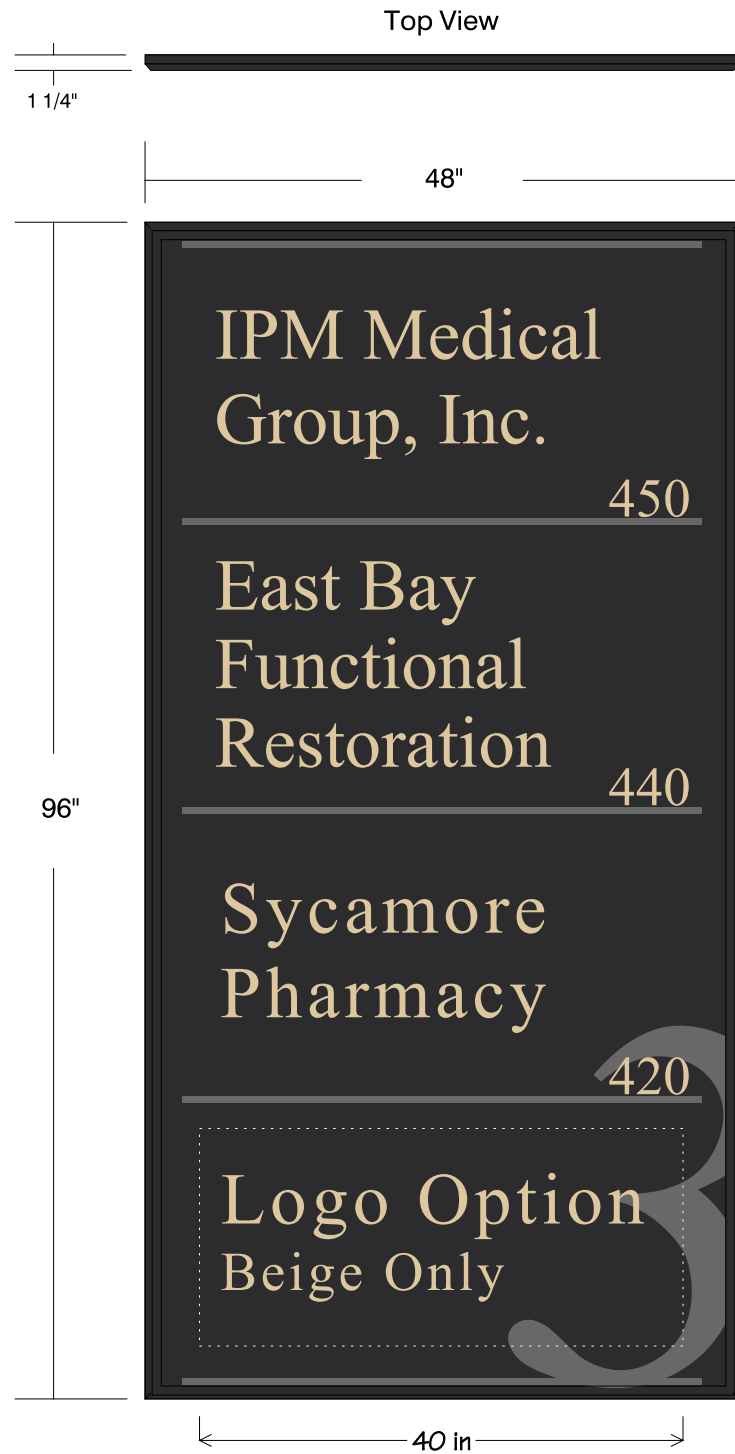 Top View
1 1/4"
48"
IPM Medical
Group, Inc.
450
East Bay
Functional
Restoration
440
96"
Sycamore
Pharmacy
420
3
Logo Option
Beige Only
40 in